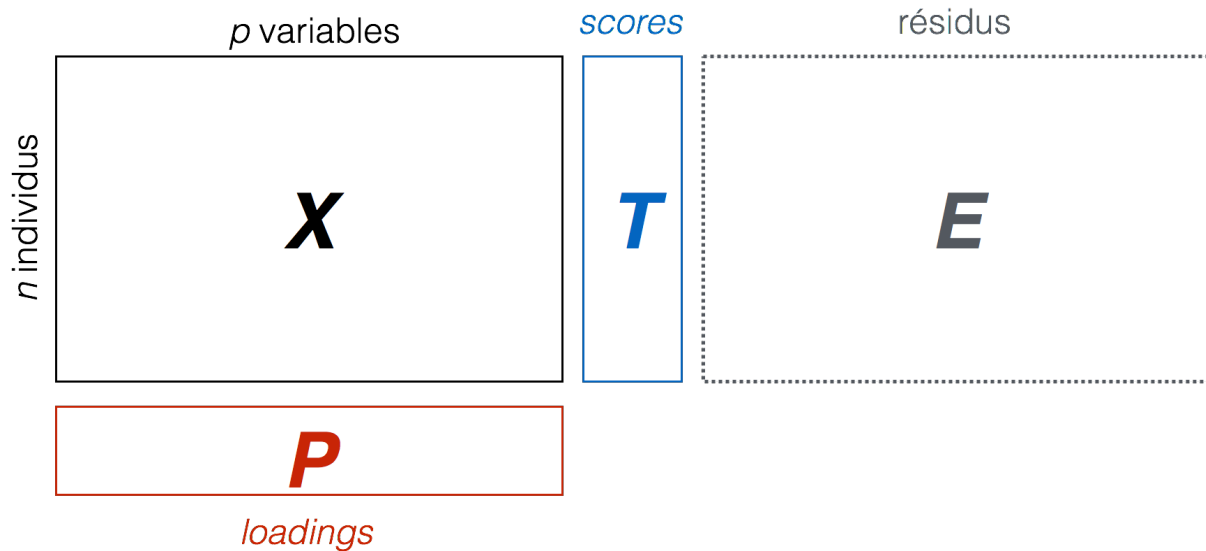 p variables
scores
résidus
n individus
X
T
E
P
loadings